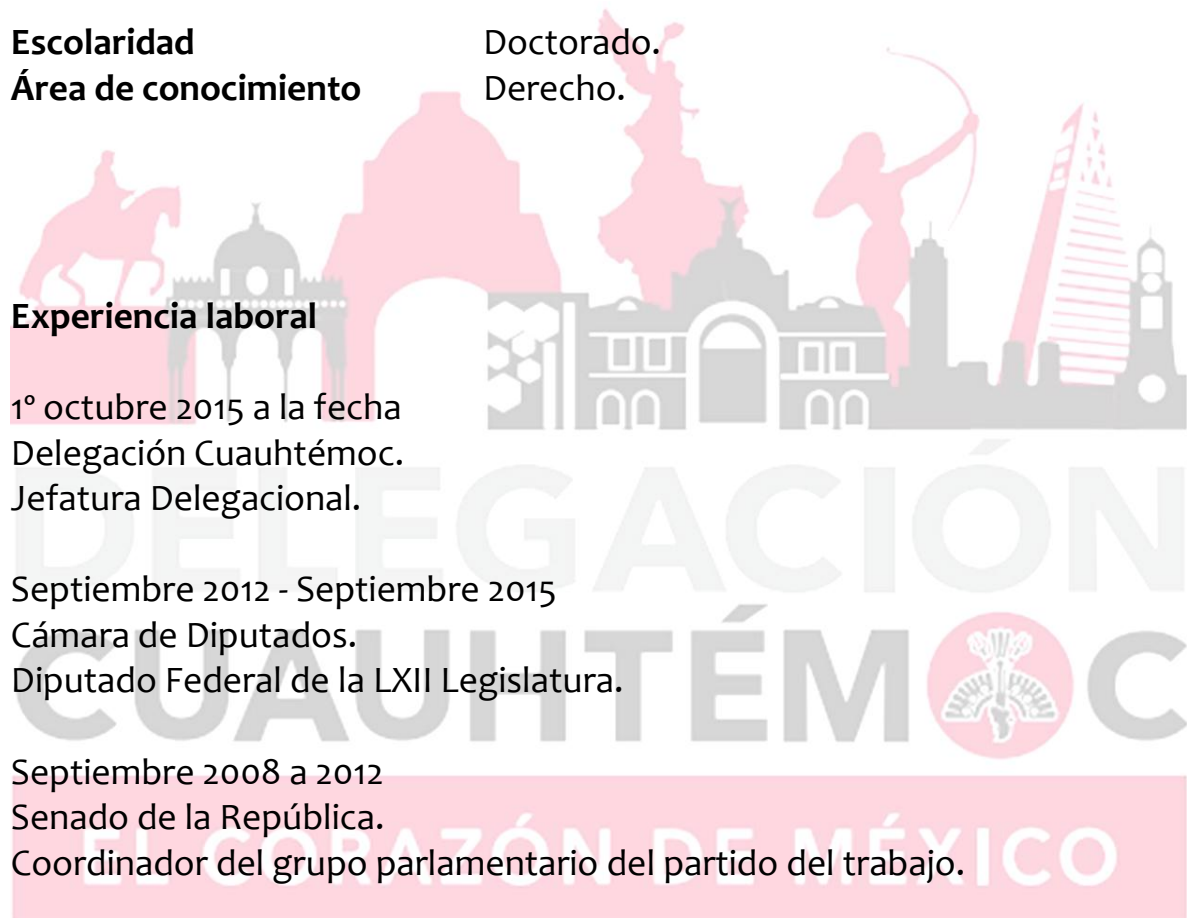 Escolaridad Doctorado.
Área de conocimiento Derecho.
Experiencia laboral
1º octubre 2015 a la fecha
Delegación Cuauhtémoc.
Jefatura Delegacional.
Septiembre 2012 - Septiembre 2015
Cámara de Diputados.
Diputado Federal de la LXII Legislatura.
Septiembre 2008 a 2012
Senado de la República.
Coordinador del grupo parlamentario del partido del trabajo.
DELEGACIÓN
CUAUHTÉMOC
EL CORAZÓN DE MÉXICO